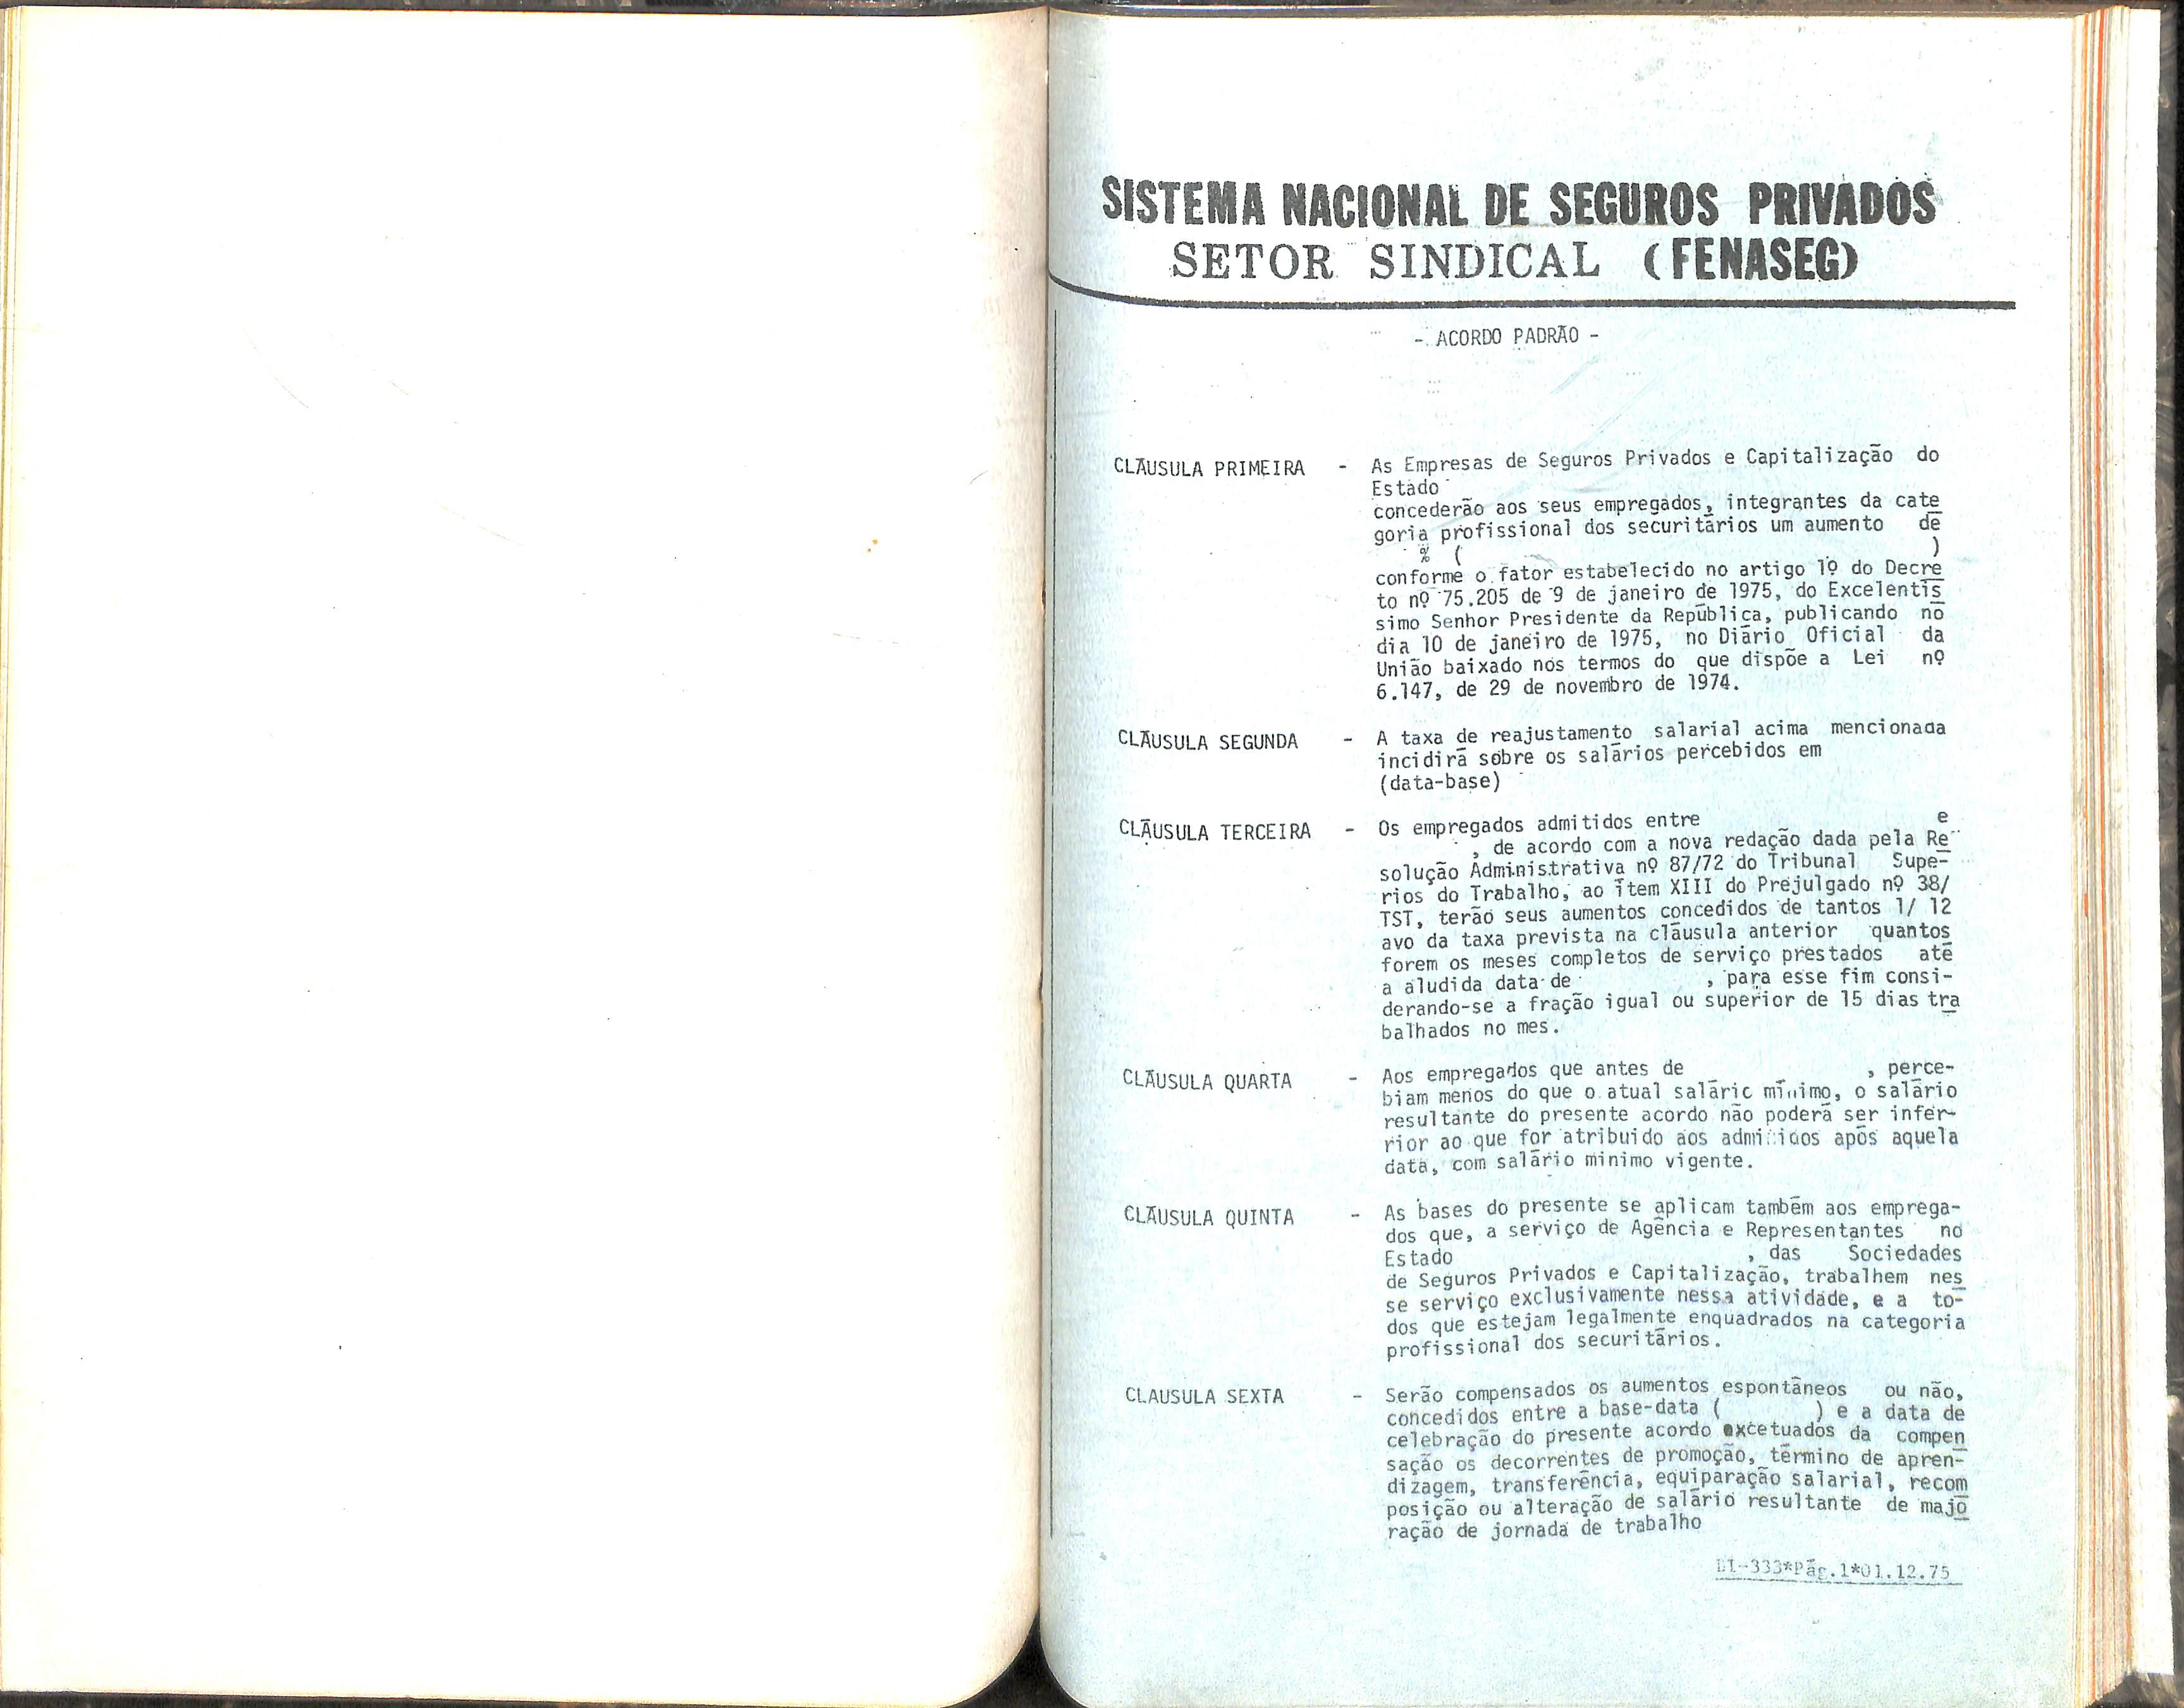 SISTEMA NACIONAL DE SEGUROS PRIVADOS
SETOR SINDICAL (FENASEG)
- ACORDO PADRÃO -
CLÁUSULA PRIMEIRA - As Empresas de Seguros Privados e Capitalização do
Estado
concederão aos seus empregados, integrantes da cate
goria profissional dos securitários um aumento de
% ( )
conforme o fator estabelecido no artigo 1º do Decre
to nº 75.205 de 9 de janeiro de 1975, do Excelentís
simo Senhor Presidente da República, publicando no
dia 10 de janeiro de 1975, no Diário Oficial da
União baixado nos termos do que dispõe a Lei nº
6.147, de 29 de novembro de 1974.
CLÁUSULA SEGUNDA - A taxa de reajustamento salarial acima mencionada
incidirá sobre os salários percebidos em
(data-base)
CLÁUSULA TERCEIRA - Os empregados admitidos entre e
, de acordo com a nova redação dada pela Re
solução Administrativa nº 87/72 do Tribunal Supe-
rios do Trabalho, ao ítem XIII do Prejulgado nº 38/
TST, terão seus aumentos concedidos de tantos 1/ 12
avo da taxa prevista na cláusula anterior quantos
forem os meses completos de serviço prestados até
a aludida data de , para esse fim consi-
derando-se a fração igual ou superior de 15 dias tra
balhados no mes.
CLÁUSULA QUARTA - Aos empregados que antes de , perce-
biam menos do que o atual salário mínimo, o salário
resultante do presente acordo não poderá ser infer-
rior ao que for atribuido aos admitidos após aquela
data, com salário minimo vigente.
CLÁUSULA QUINTA - As bases do presente se aplicam também aos emprega-
dos que, a serviço de Agência e Representantes no
Estado , das Sociedades
de Seguros Privados e Capitalização, trabalhem nes
se serviço exclusivamente nessa atividade, e a to-
dos que estejam legalmente enquadrados na categoria
profissional dos securitários.
CLAUSULA SEXTA - Serão compensados os aumentos espontâneos ou não,
concedidos entre a base-data ( ) e a data de
celebração do presente acordo excetuados da compen
sação os decorrentes de promoção, término de apren-
dizagem, transferência, equiparação salarial, recom
posição ou alteração de salário resultante de majo
ração de jornada de trabalho
BI-333*Pág.1*01.12.75